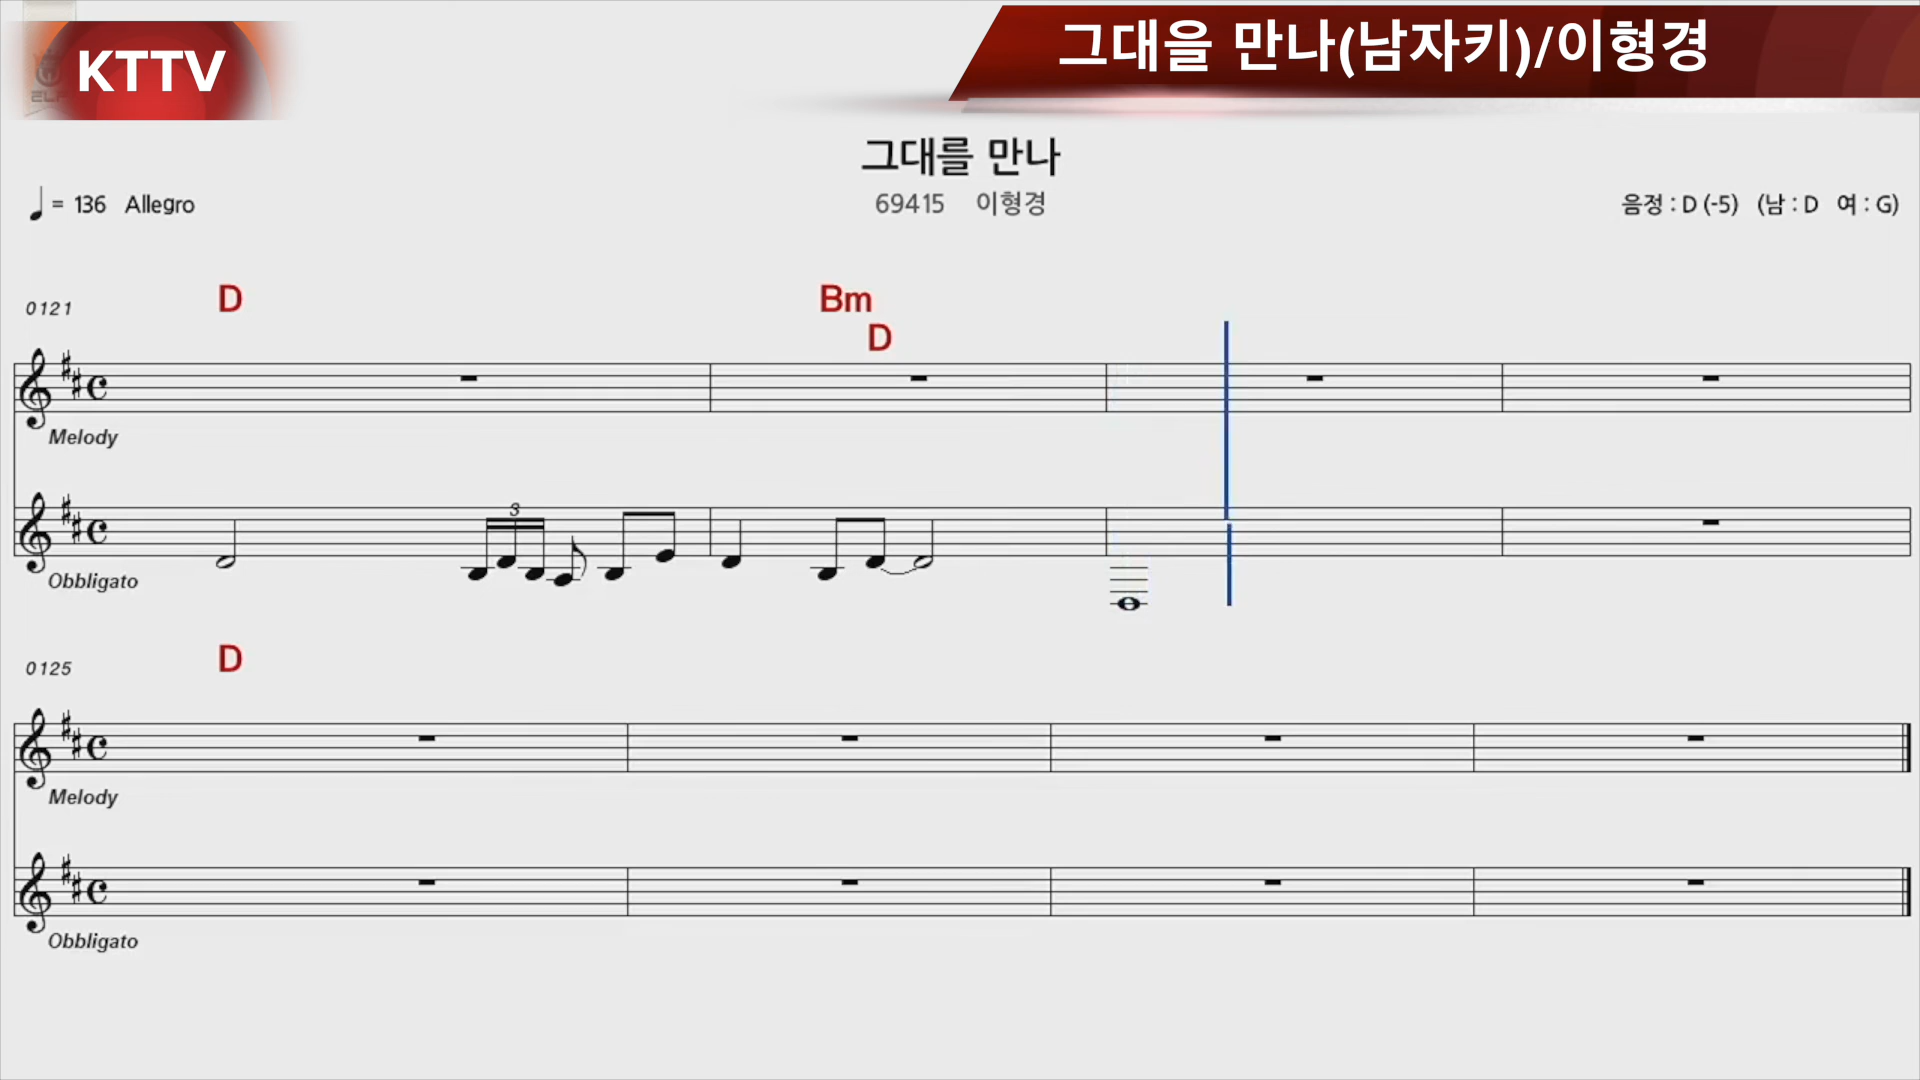 KTTV
그대을 만나(남자키)/이형경
그대를 만나
= 136 Allegro
69415 이형경
음정 : D (-5) (남 : D 여 : G)
0121
D
Bm
D
Melody
3
Obbligato
0125
D
Melody
Obbligato